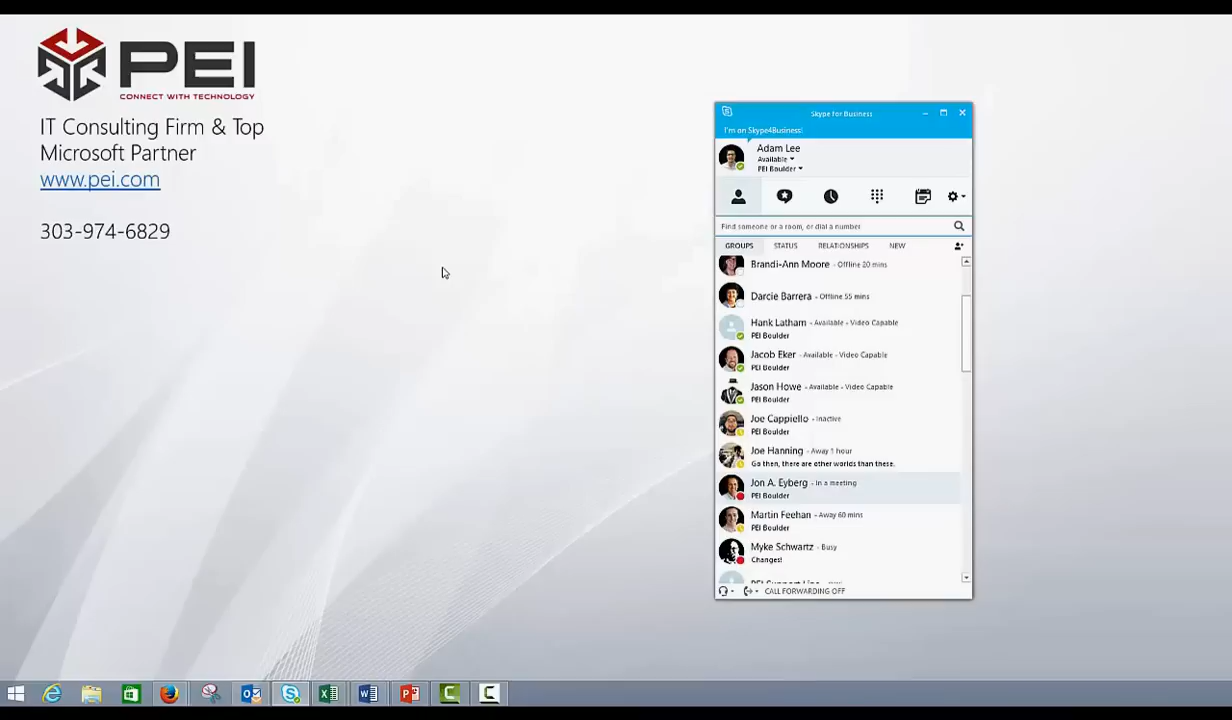 PEI
CONNECT WITH TECHNOLOGY
IT Consulting Firm & Top
Microsoft Partner
www.pei.com
303-974-6829
Skype for Business
I'm on Skype4Business!
Adam Lee
Available
PEI Boulder
Find someone or a room, or dial a number
GROUPS STATUS RELATIONSHIPS NEW
Brandi-Ann Moore - Offline 20 mins
Darcie Barrera - Offline 55 mins
Hank Latham - Available - Video Capable
PEI Boulder
Jacob Eker - Available - Video Capable
PEI Boulder
Jason Howe - Available - Video Capable
PEI Boulder
Joe Cappiello - Inactive
PEI Boulder
Joe Hanning - Away 1 hour
Go then, there are other worlds than these.
Jon A. Eyberg - In a meeting
PEI Boulder
Martin Feehan - Away 60 mins
PEI Boulder
Myke Schwartz - Busy
Changes!
PEI Support Line
CALL FORWARDING OFF